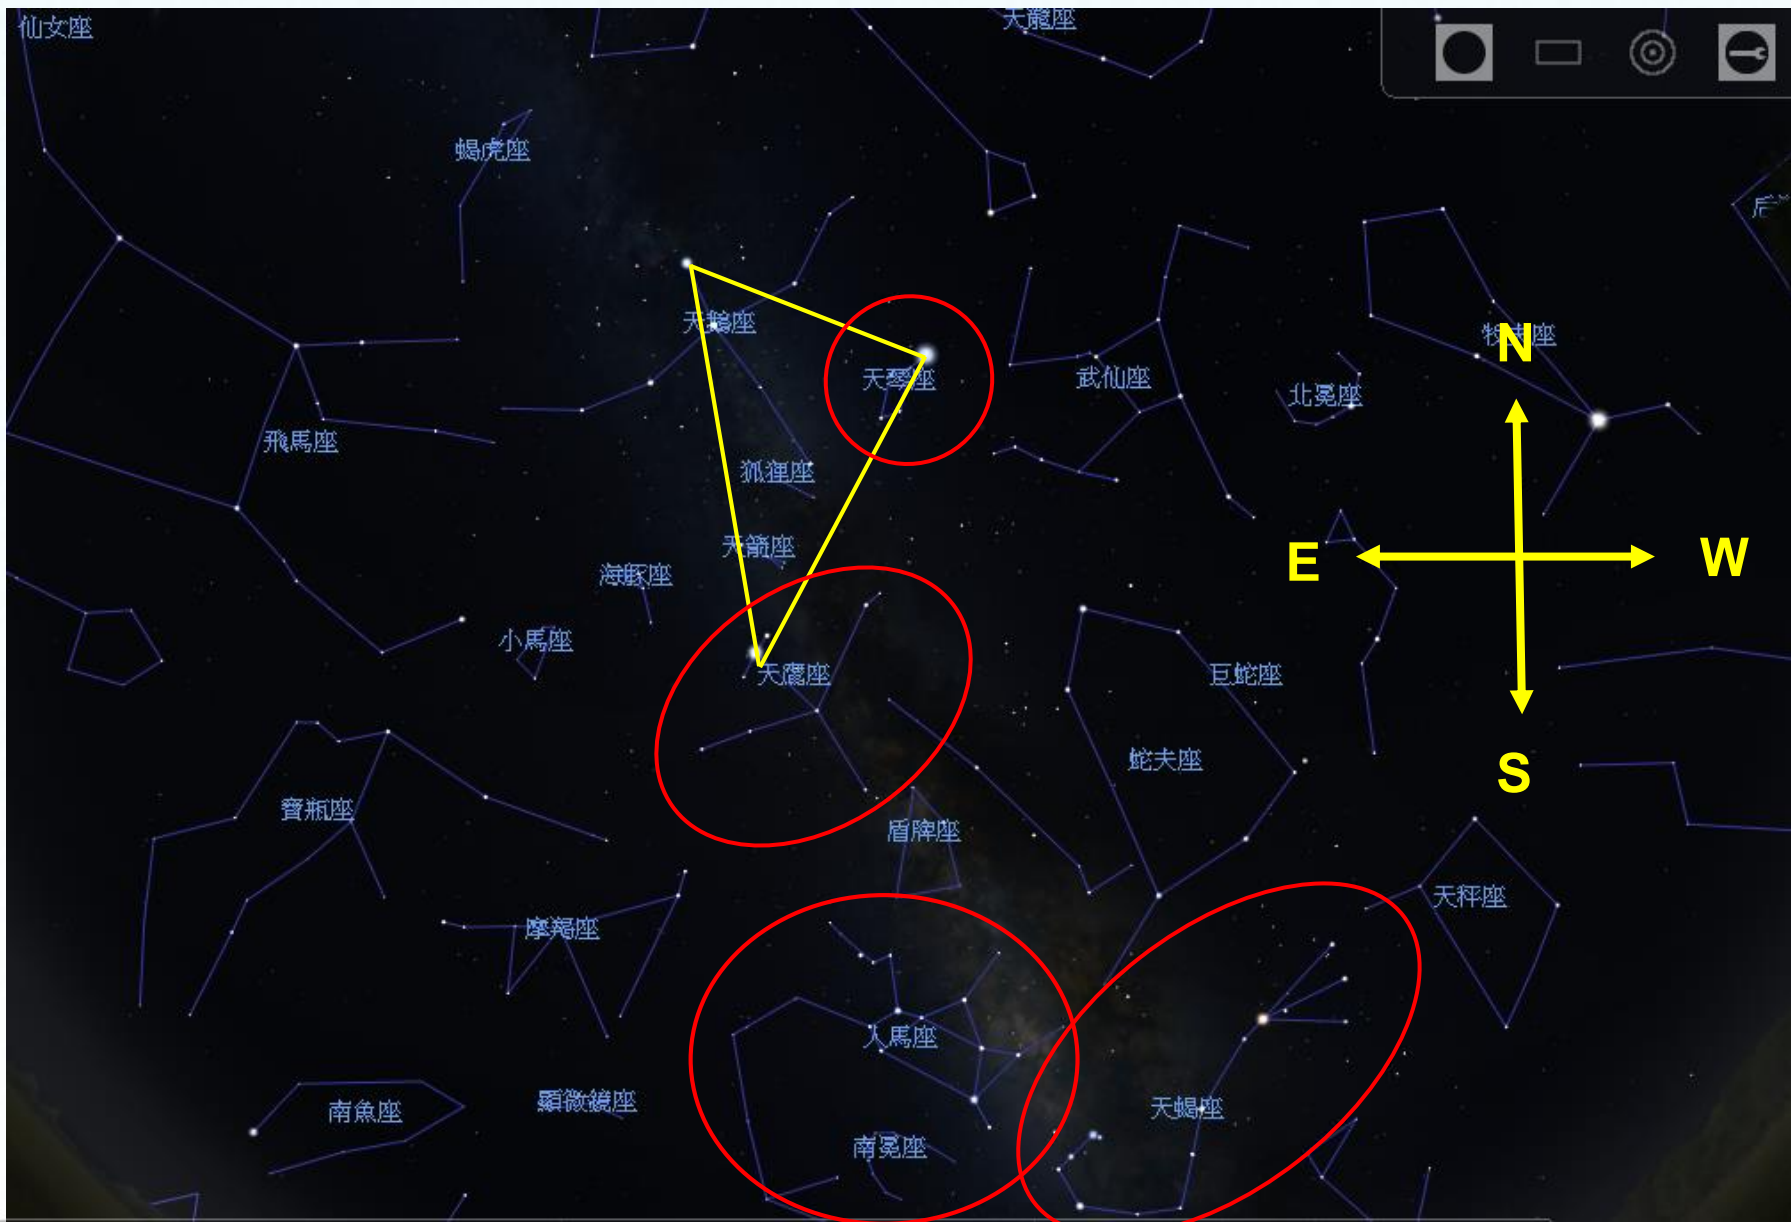 仙女座
天龍座
蝎虎座
天鵝座
天琴座
武仙座
牧夫座
N
北冕座
飛馬座
狐狸座
天箭座
海豚座
E
W
小馬座
天鷹座
巨蛇座
蛇夫座
S
寶瓶座
盾牌座
天秤座
摩羯座
人馬座
南魚座
顯微鏡座
天蝎座
南冕座